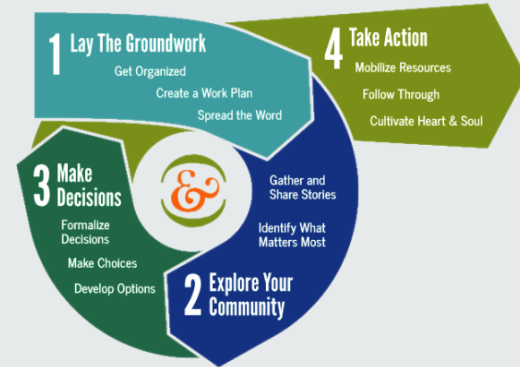 1 Lay The Groundwork
Get Organized
Create a Work Plan
Spread the Word
Gather and
Share Stories
Identify What
Matters Most
2 Explore Your
Community
3 Make
Decisions
Formalize
Decisions
Make Choices
Develop Options
4 Take Action
Mobilize Resources
Follow Through
Cultivate Heart & Soul
&